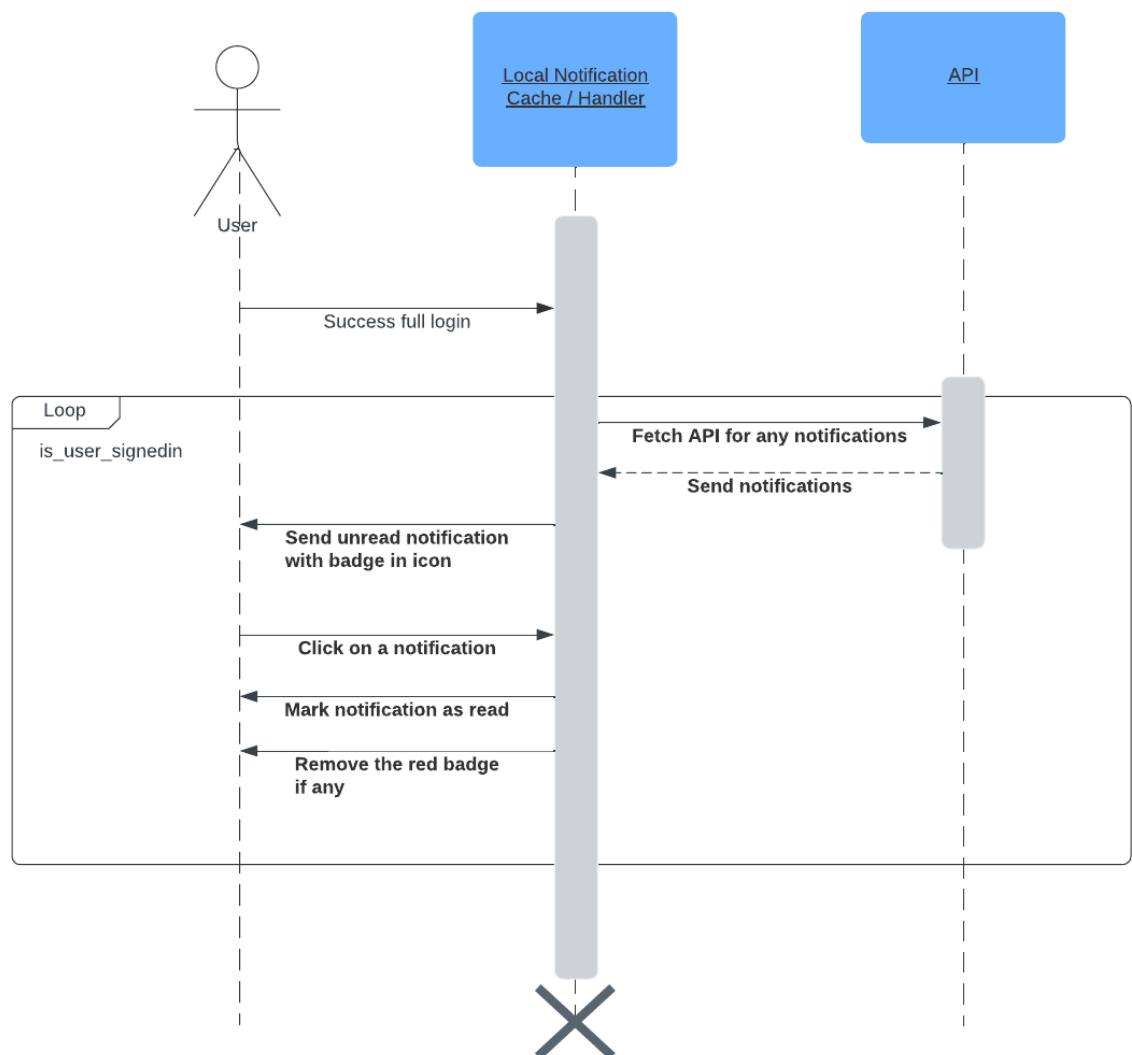 Local Notification
Cache / Handler
API
User
Success full login
Loop
is_user_signedin
Fetch API for any notifications
Send notifications
Send unread notification
with badge in icon
Click on a notification
Mark notification as read
Remove the red badge
if any